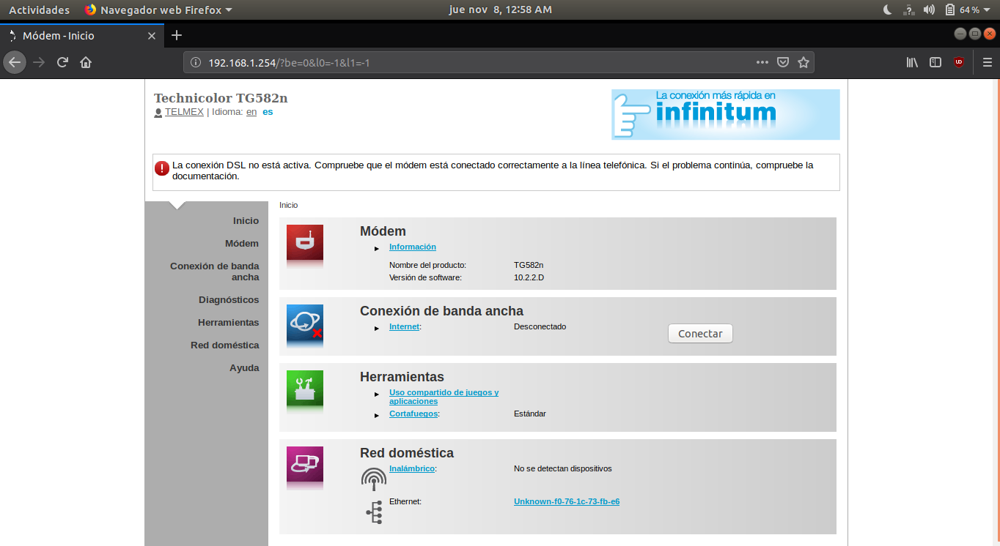 Actividades Navegador web Firefox jue nov 8, 12:58 AM 64 %
Módem - Inicio
192.168.1.254/?be=0&l0=-1&l1=-1
Technicolor TG582n
TELMEX | Idioma: en es
La conexión más rápida en
infinitum
La conexión DSL no está activa. Compruebe que el módem está conectado correctamente a la línea telefónica. Si el problema continúa, compruebe la
documentación.
Inicio
Módem
Conexión de banda
ancha
Diagnósticos
Herramientas
Red doméstica
Ayuda
Inicio
Módem
Información
Nombre del producto: TG582n
Versión de software: 10.2.2.D
Conexión de banda ancha
Internet: Desconectado Conectar
Herramientas
Uso compartido de juegos y
aplicaciones
Cortafuegos: Estándar
Red doméstica
Inalámbrico: No se detectan dispositivos
Ethernet: Unknown-f0-76-1c-73-fb-e6